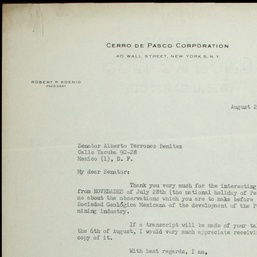 CERRO DE PASCO CORPORATION
40 WALL STREET, NEW YORK 5, N.Y.
ROBERT P. KOENIG
PRESIDENT
August 2
Senator Alberto Terrones Benitez
Calle Tacuba 92-26
Mexico (1), D. F.
My dear Senator:
Thank you very much for the interesting
from NOVEDADES of July 28th (the national holiday of Pe
so about the observations which you are to make before
Sociedad Geológica Mexicana of the development of the P
mining industry.
If a transcript will be made of your ta
the 6th of August, I would very much appreciate receivi
copy of it.
With best regards, I am,